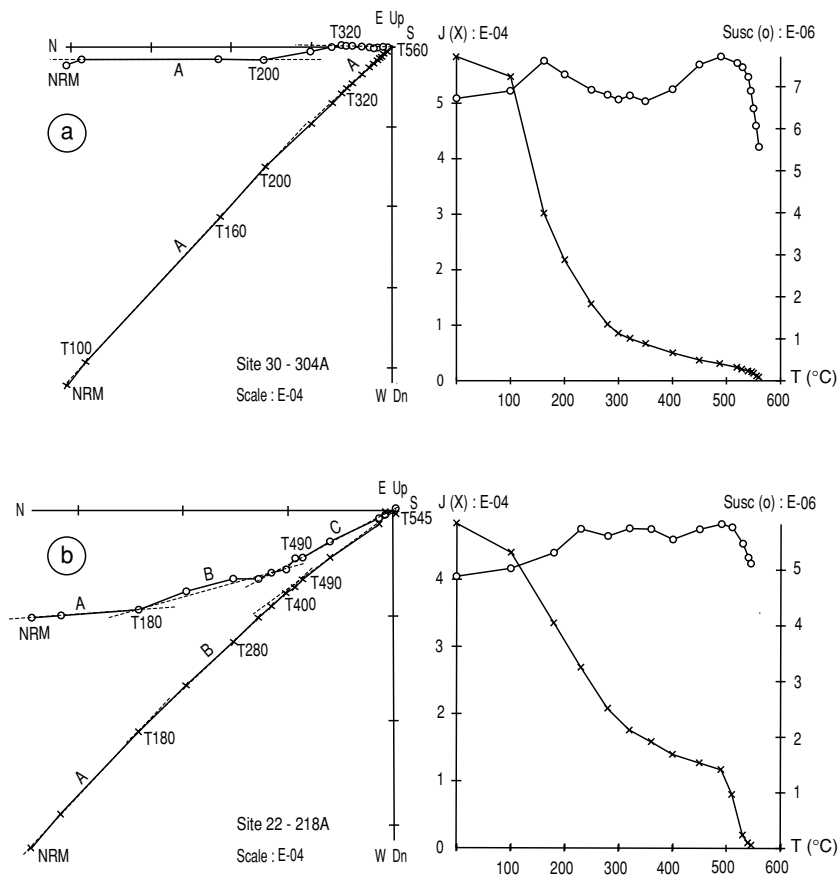 E Up
N
T320
S
T560
NRM
A
T200
A
T320
a
T200
A
T160
T100
NRM
Site 30 - 304A
Scale : E-04
W Dn
J (X) : E-04
Susc (o) : E-06
5
4
3
2
1
0
7
6
5
4
3
2
1
T (°C)
100 200 300 400 500 600
E Up
N
S
T545
b
T490
C
B
A
NRM
T180
T490
T400
B
T280
T180
A
NRM
Site 22 - 218A
Scale : E-04
W Dn
J (X) : E-04
Susc (o) : E-06
4
3
2
1
0
5
4
3
2
1
T (°C)
0 100 200 300 400 500 600